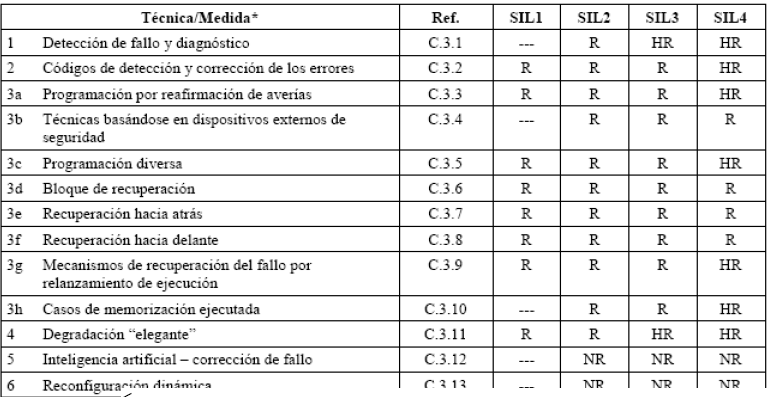 Técnica/Medida* Ref. SIL1 SIL2 SIL3 SIL4
1 Detección de fallo y diagnóstico C.3.1 --- R HR HR
2 Códigos de detección y corrección de los errores C.3.2 R R R HR
3a Programación por reafirmación de averías C.3.3 R R R HR
3b Técnicas basándose en dispositivos externos de C.3.4 --- R R R
seguridad
3c Programación diversa C.3.5 R R R HR
3d Bloque de recuperación C.3.6 R R R R
3e Recuperación hacia atrás C.3.7 R R R R
3f Recuperación hacia delante C.3.8 R R R R
3g Mecanismos de recuperación del fallo por C.3.9 R R R HR
relanzamiento de ejecución
3h Casos de memorización ejecutada C.3.10 --- R R HR
4 Degradación “elegante” C.3.11 R R HR HR
5 Inteligencia artificial – corrección de fallo C.3.12 --- NR NR NR
6 Reconfiguración dinámica C.3.13 --- NR NR NR